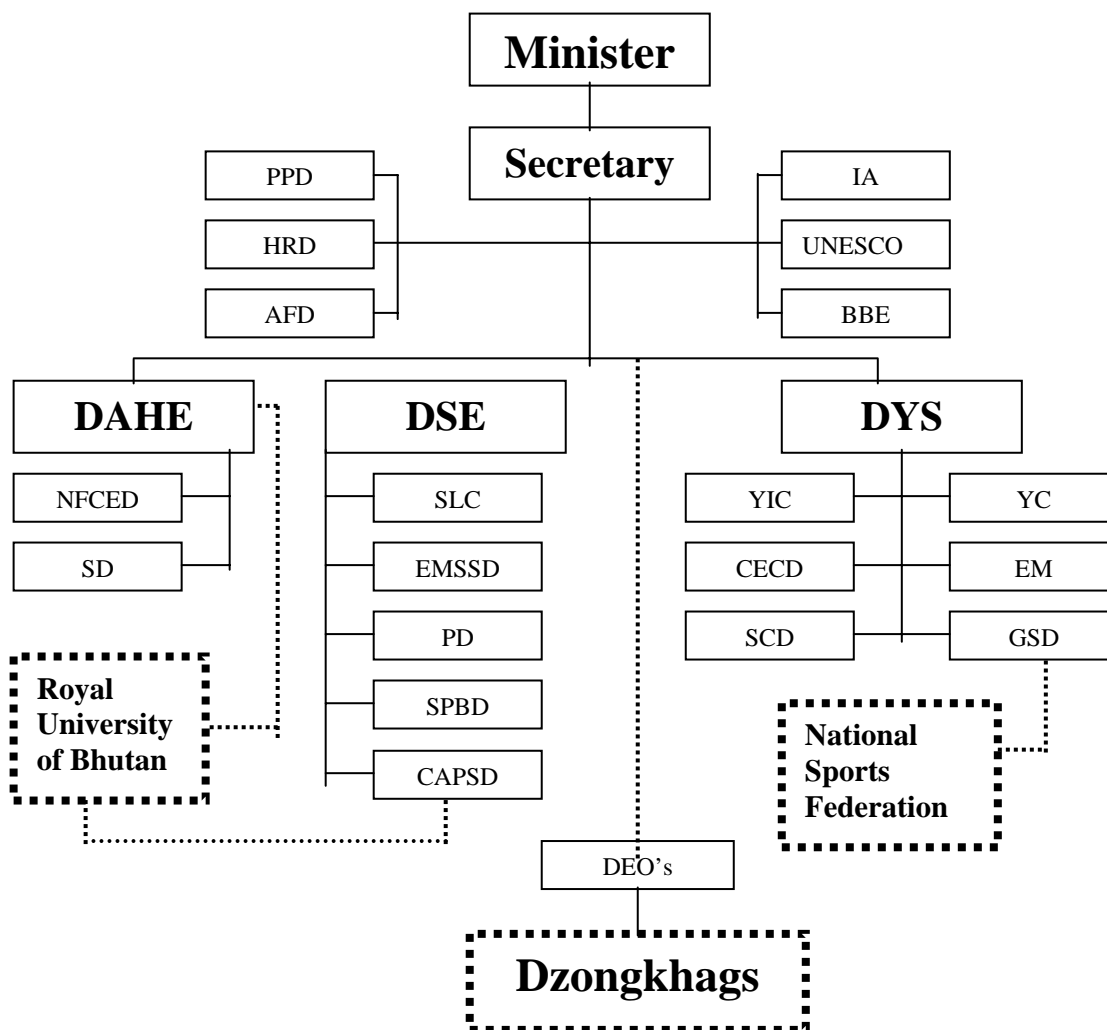 Minister
Secretary
PPD
IA
HRD
UNESCO
AFD
BBE
DAHE
DSE
DYS
NFCED
SLC
YIC
YC
SD
EMSSD
CECD
EM
PD
SCD
GSD
Royal
University
of Bhutan
SPBD
National
Sports
Federation
CAPSD
DEO’s
Dzongkhags